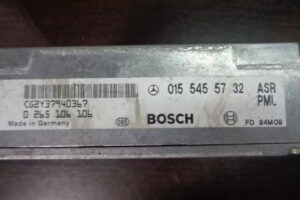 015 545 57 32 ASR
PML
CG2Y37940367
0 265 106 106
Made in Germany
BOSCH
FD 94M09